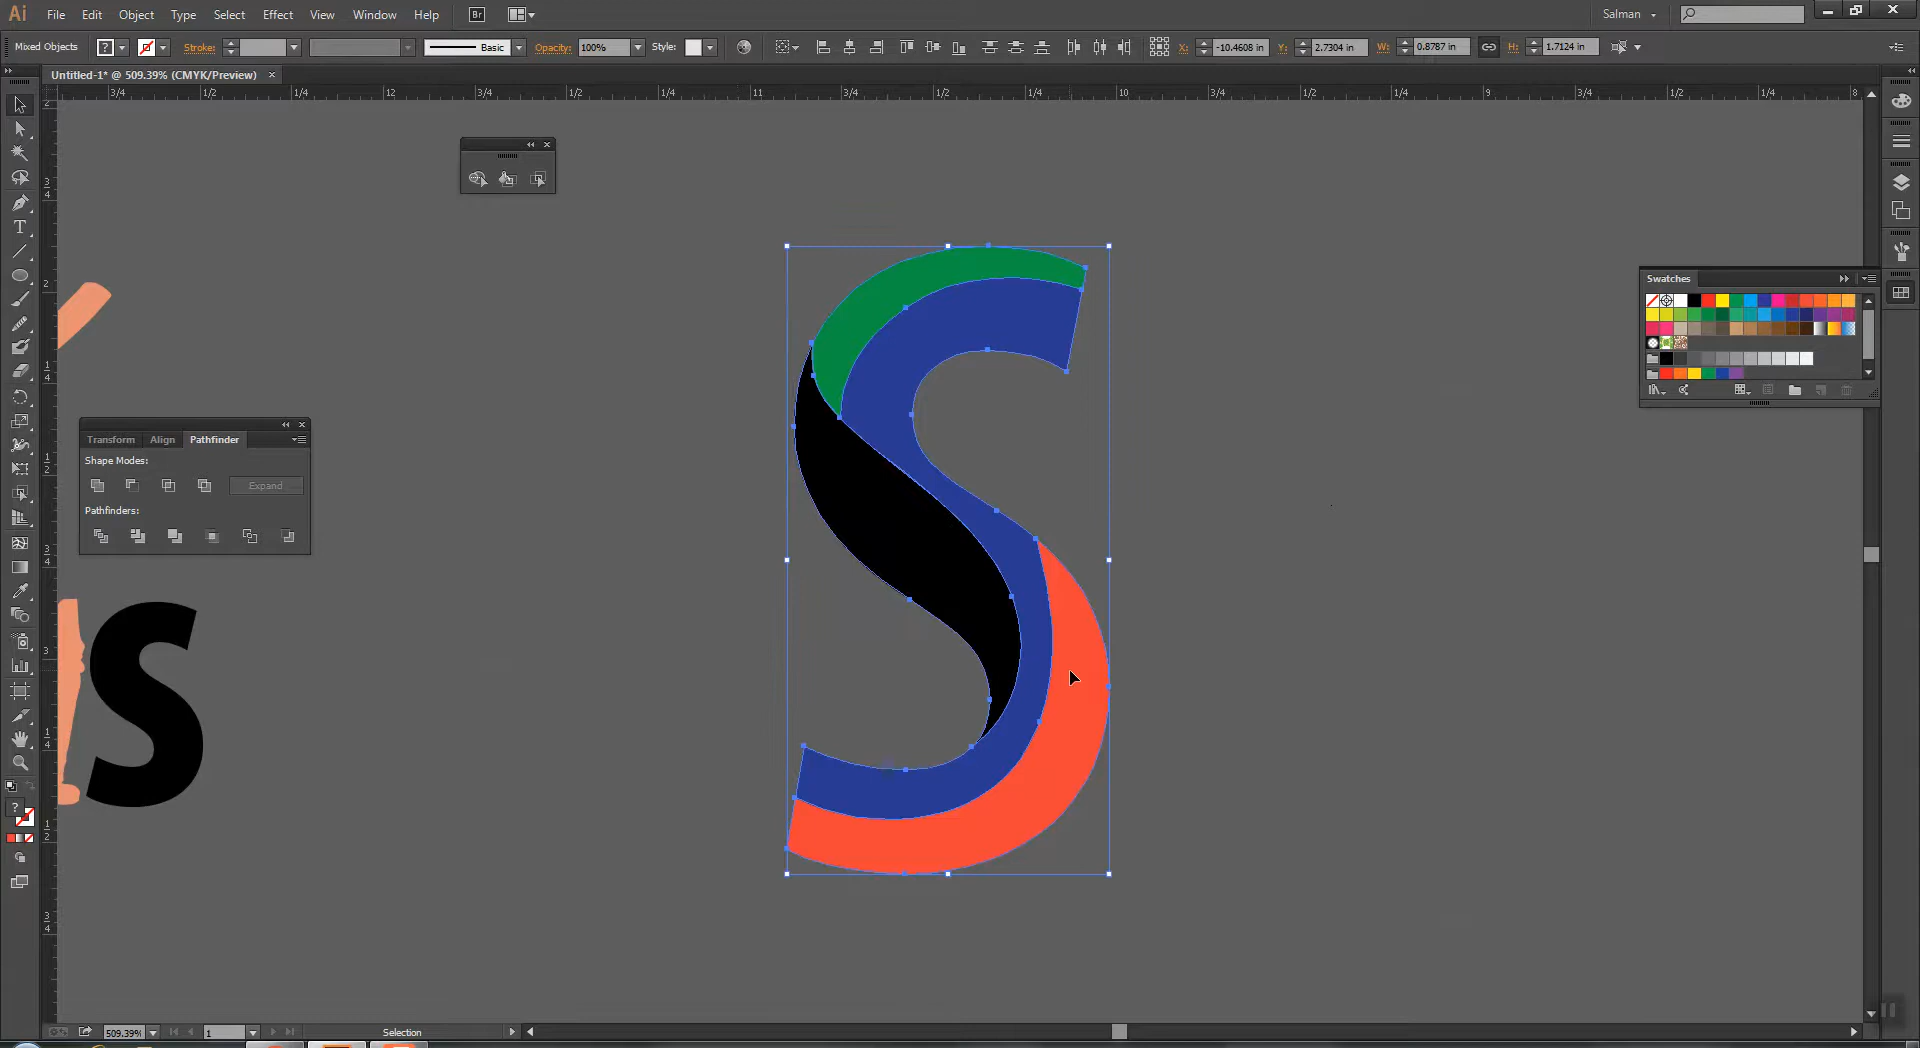 Ai File Edit Object Type Select Effect View Window Help Br Salman
Mixed Objects ? Stroke: Basic Opacity: 100% Style: X: -10.4608 in Y: 2.7304 in W: 0.8787 in H: 1.7124 in
Untitled-1* @ 509.39% (CMYK/Preview)
3/4 1/2 1/4 12 3/4 1/2 1/4 11 3/4 1/2 1/4 10 3/4 1/2 1/4 9 3/4 1/2 1/4 8
Swatches
Transform Align Pathfinder
Shape Modes:
Expand
Pathfinders:
S
S
509.39% 1 Selection